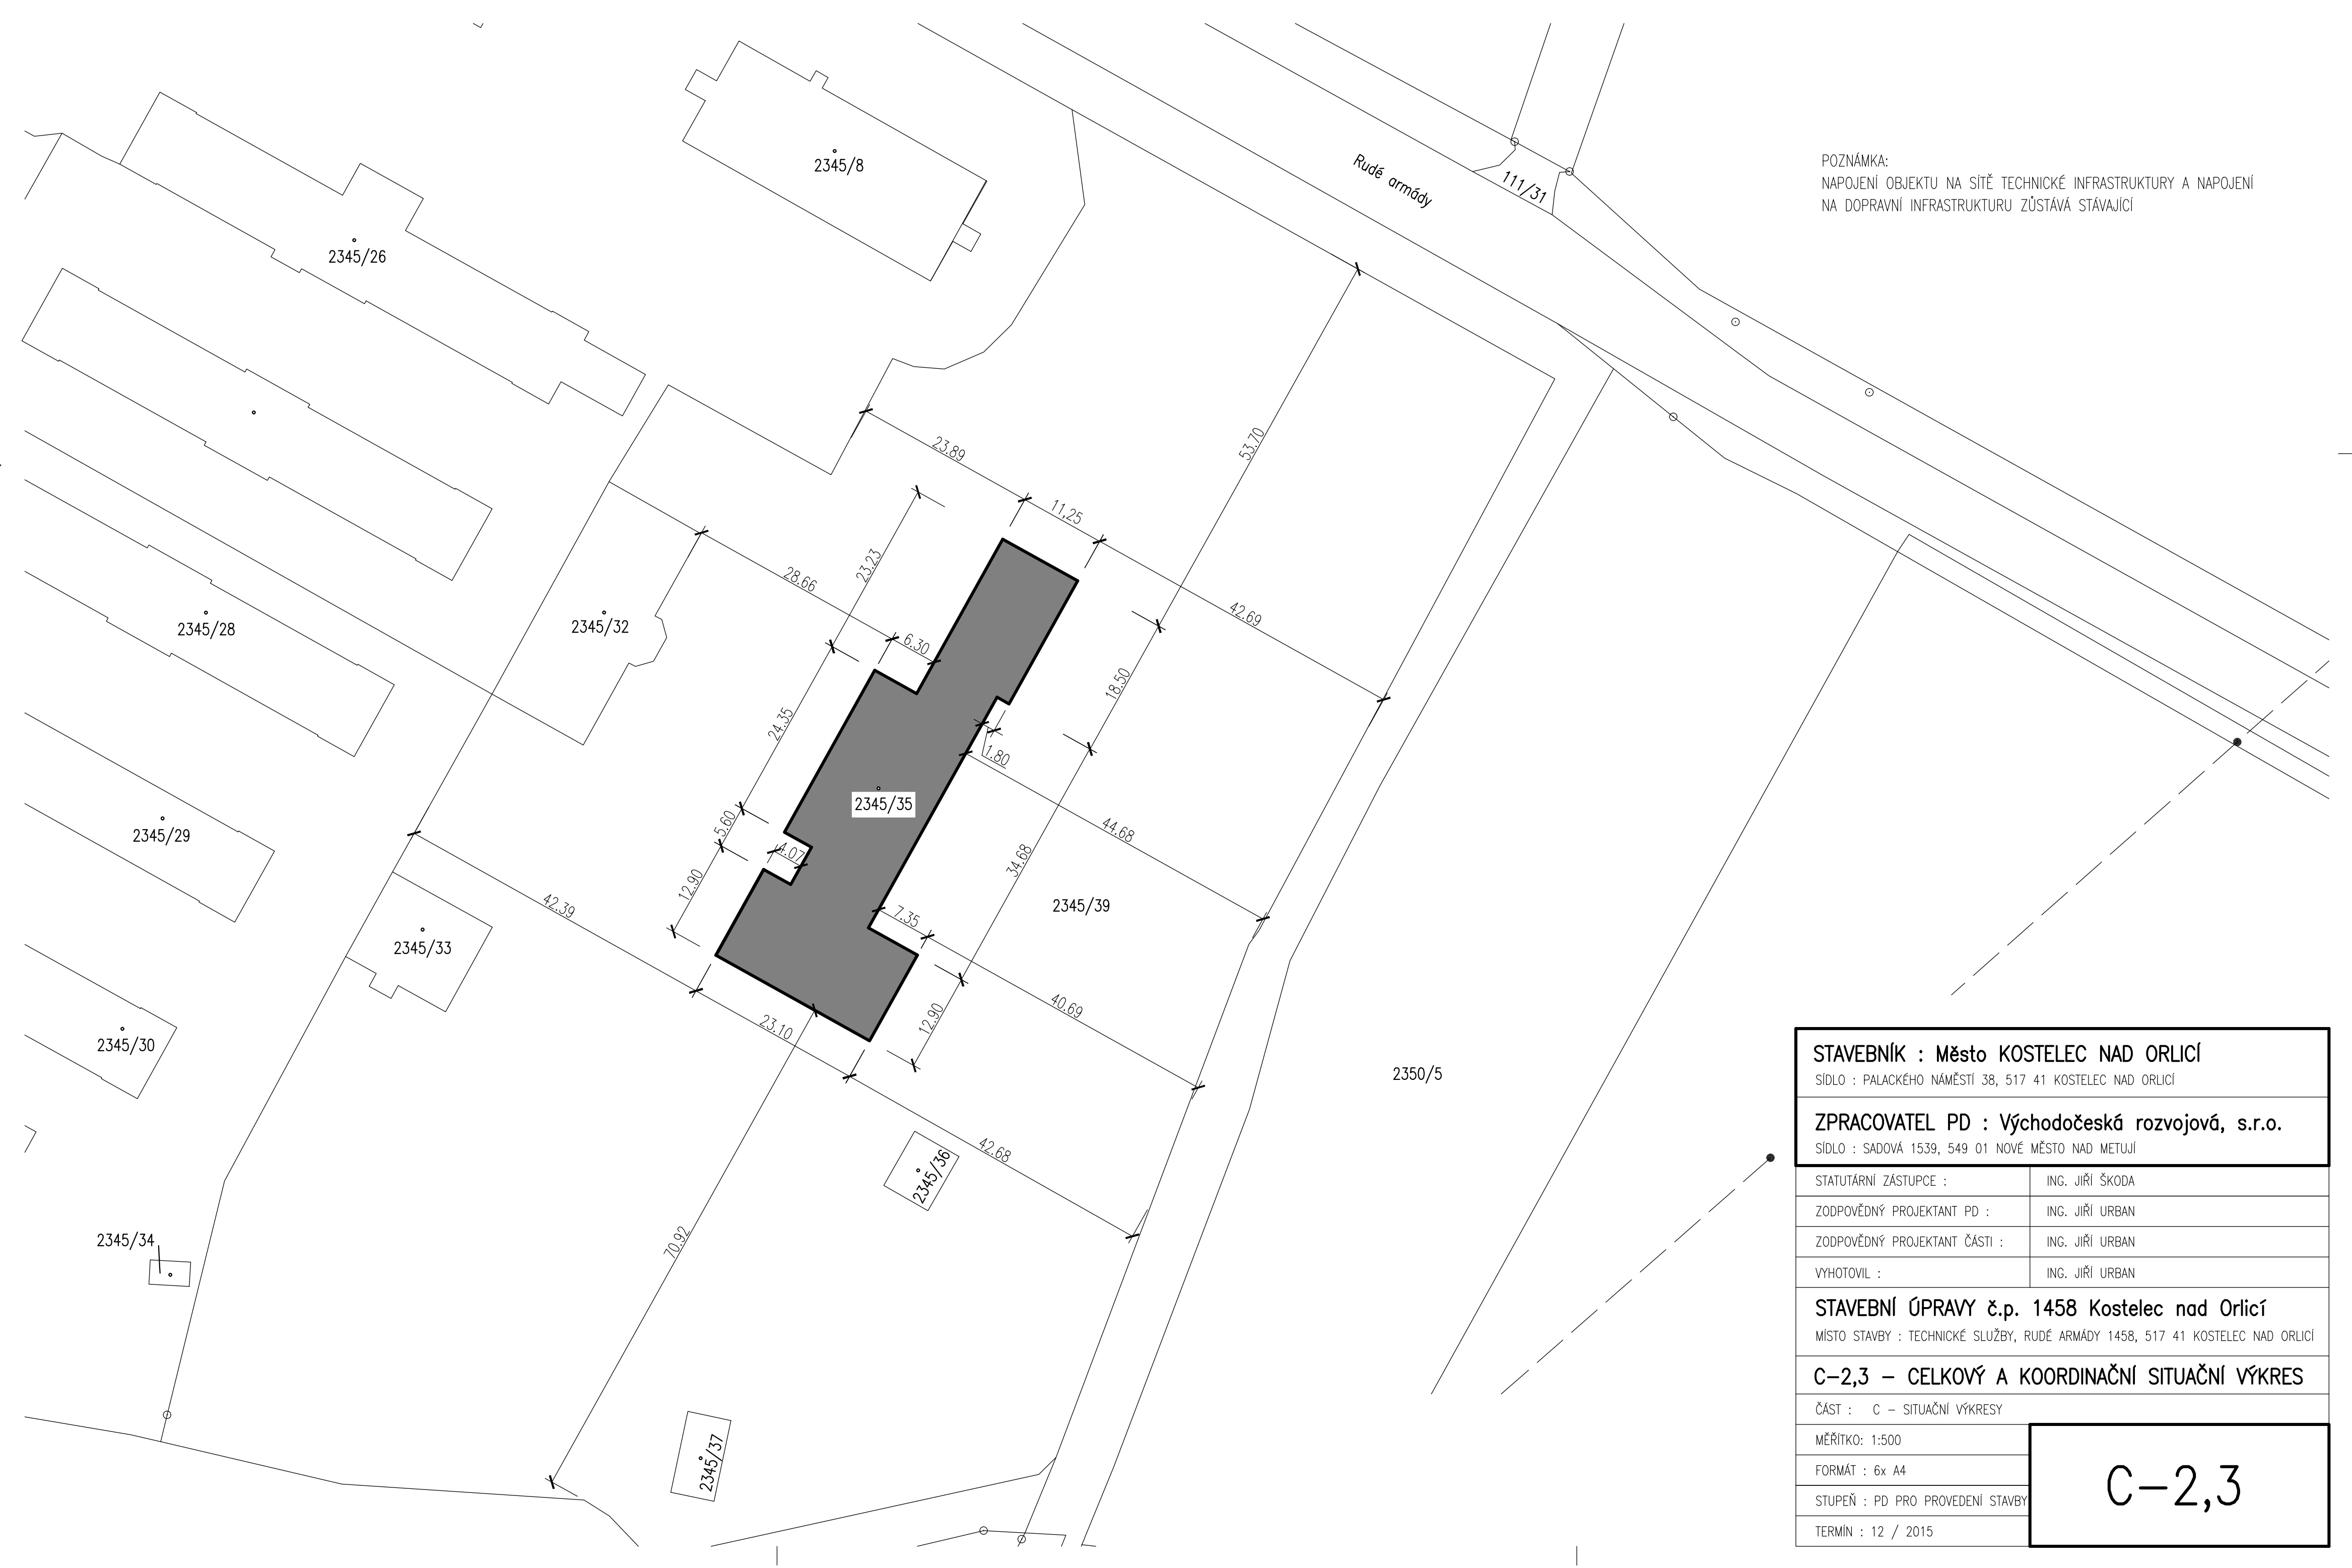 2345/8
Rudé armády
111/31
POZNÁMKA:
NAPOJENÍ OBJEKTU NA SÍTĚ TECHNICKÉ INFRASTRUKTURY A NAPOJENÍ
NA DOPRAVNÍ INFRASTRUKTURU ZŮSTÁVÁ STÁVAJÍCÍ
2345/26
23.89
53.70
11,25
23.23
28.66
2345/28
2345/32
6.30
42.69
18.50
24.35
1.80
2345/35
5.60
44.68
2345/29
4.07
34.68
12.90
42.39
2345/39
7.35
2345/33
40.69
12.90
23.10
2345/30
2350/5
42.68
2345/36
70.92
2345/34
2345/37
STAVEBNÍK : Město KOSTELEC NAD ORLICÍ
SÍDLO : PALACKÉHO NÁMĚSTÍ 38, 517 41 KOSTELEC NAD ORLICÍ
ZPRACOVATEL PD : Východočeská rozvojová, s.r.o.
SÍDLO : SADOVÁ 1539, 549 01 NOVÉ MĚSTO NAD METUJÍ
STATUTÁRNÍ ZÁSTUPCE : ING. JIŘÍ ŠKODA
ZODPOVĚDNÝ PROJEKTANT PD : ING. JIŘÍ URBAN
ZODPOVĚDNÝ PROJEKTANT ČÁSTI : ING. JIŘÍ URBAN
VYHOTOVIL : ING. JIŘÍ URBAN
STAVEBNÍ ÚPRAVY č.p. 1458 Kostelec nad Orlicí
MÍSTO STAVBY : TECHNICKÉ SLUŽBY, RUDÉ ARMÁDY 1458, 517 41 KOSTELEC NAD ORLICÍ
C-2,3 - CELKOVÝ A KOORDINAČNÍ SITUAČNÍ VÝKRES
ČÁST : C - SITUAČNÍ VÝKRESY
MĚŘÍTKO: 1:500
FORMÁT : 6x A4
STUPEŇ : PD PRO PROVEDENÍ STAVBY
TERMÍN : 12 / 2015
C-2,3